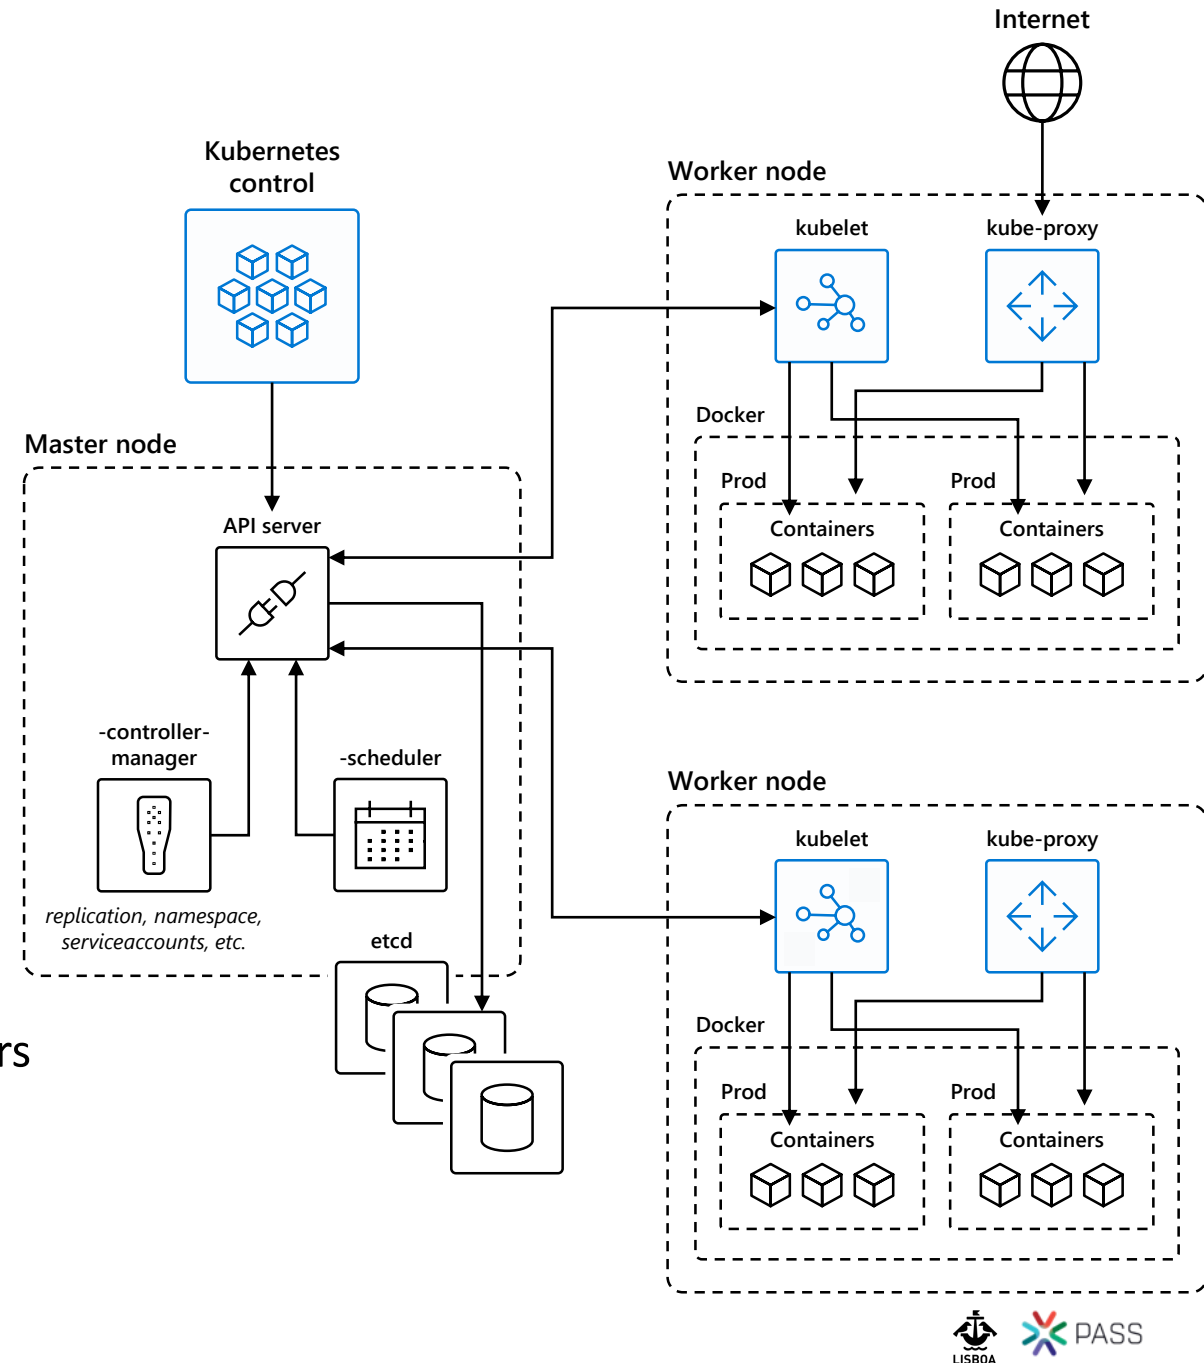 Internet
Kubernetes
control
Worker node
kubelet
kube-proxy
Docker
Prod
Prod
Containers
Containers
Master node
API server
-controller-
manager
-scheduler
replication, namespace,
serviceaccounts, etc.
etcd
rs
Worker node
kubelet
kube-proxy
Docker
Prod
Prod
Containers
Containers
LISBOA
PASS